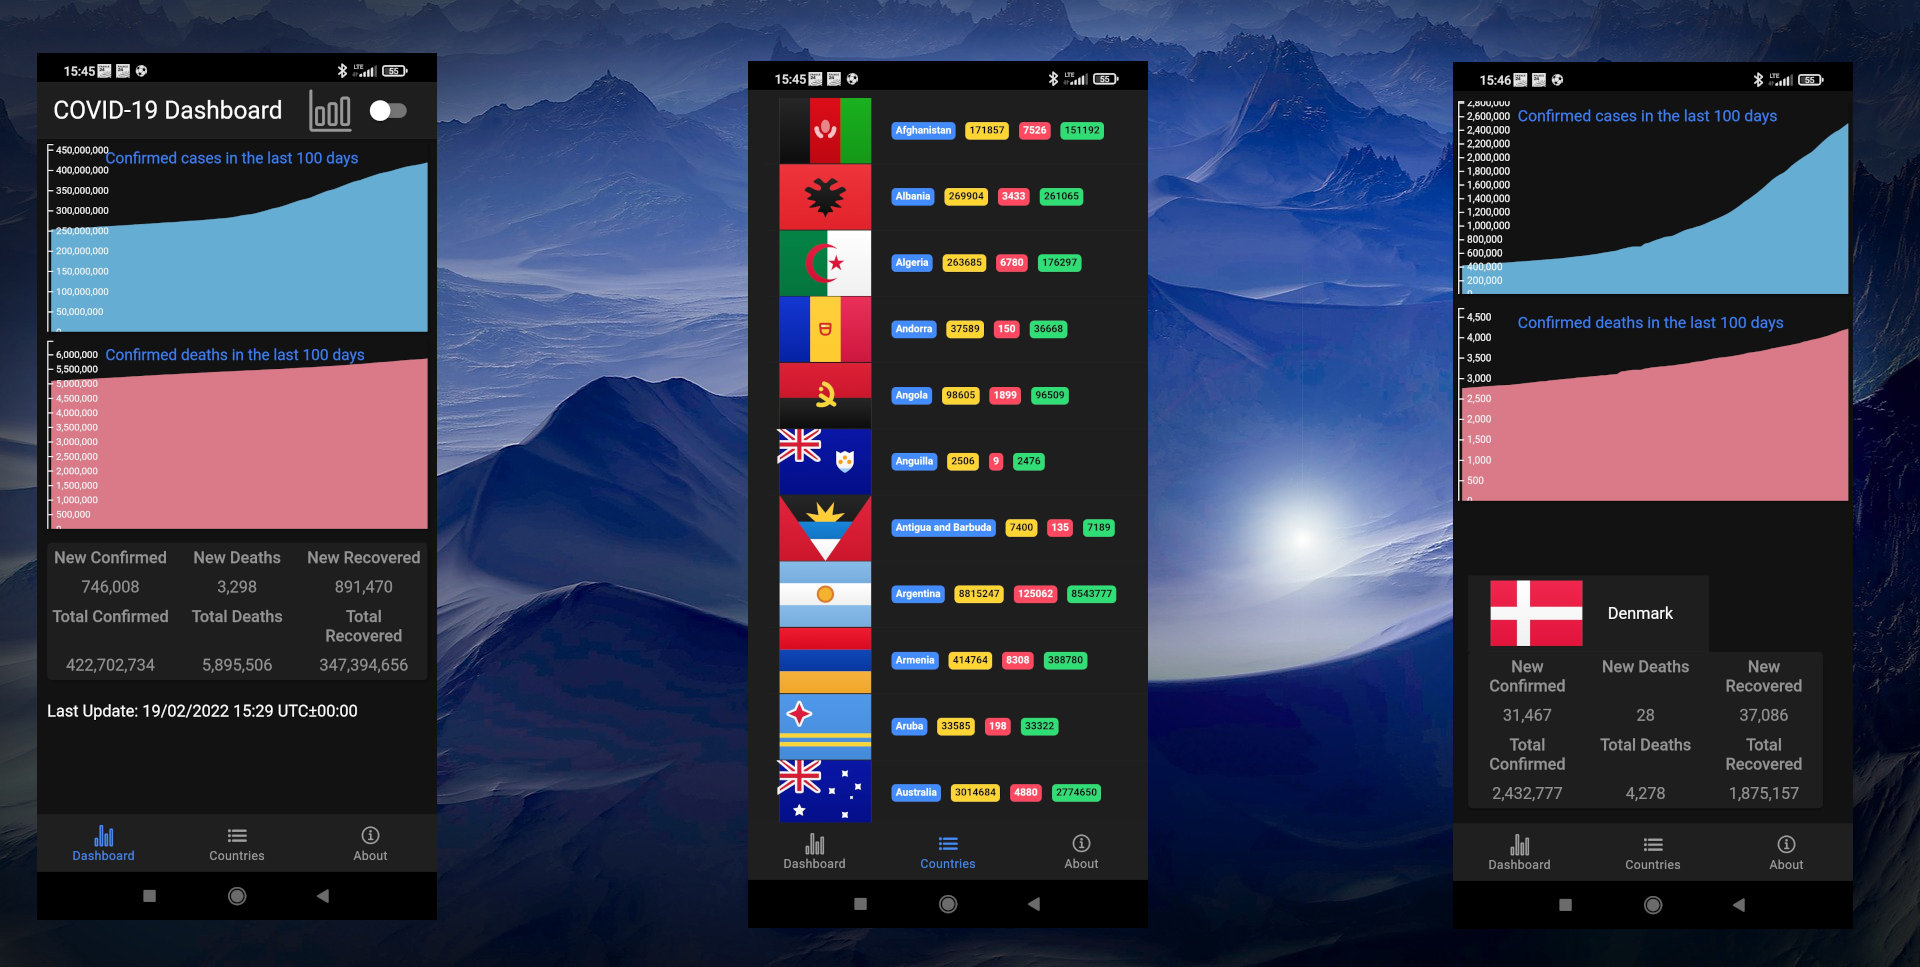 15:45
LTE
55
COVID-19 Dashboard
Confirmed cases in the last 100 days
450,000,000
400,000,000
350,000,000
300,000,000
250,000,000
200,000,000
150,000,000
100,000,000
50,000,000
0
Confirmed deaths in the last 100 days
6,000,000
5,500,000
5,000,000
4,500,000
4,000,000
3,500,000
3,000,000
2,500,000
2,000,000
1,500,000
1,000,000
500,000
0
New Confirmed New Deaths New Recovered
746,008 3,298 891,470
Total Confirmed Total Deaths Total
Recovered
422,702,734 5,895,506 347,394,656
Last Update: 19/02/2022 15:29 UTC±00:00
Dashboard Countries About
15:45
LTE
55
Afghanistan 171857 7526 151192
Albania 269904 3433 261065
Algeria 263685 6780 176297
Andorra 37589 150 36668
Angola 98605 1899 96509
Anguilla 2506 9 2476
Antigua and Barbuda 7400 135 7189
Argentina 8815247 125062 8543777
Armenia 414764 8308 388780
Aruba 33585 198 33322
Australia 3014684 4880 2774650
Dashboard Countries About
15:46
LTE
55
Confirmed cases in the last 100 days
2,800,000
2,600,000
2,400,000
2,200,000
2,000,000
1,800,000
1,600,000
1,400,000
1,200,000
1,000,000
800,000
600,000
400,000
200,000
0
Confirmed deaths in the last 100 days
4,500
4,000
3,500
3,000
2,500
2,000
1,500
1,000
500
0
Denmark
New New Deaths New
Confirmed Recovered
31,467 28 37,086
Total Total Deaths Total
Confirmed Recovered
2,432,777 4,278 1,875,157
Dashboard Countries About